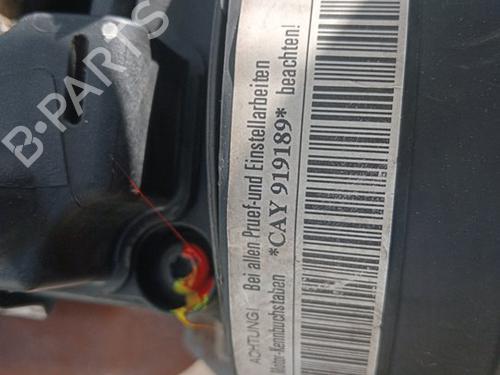 B-PARTS
ACHTUNG! Bei allen Pruef-und Einstellarbeiten
Motor-Kennbuchstaben *CAY 919189* beachten!